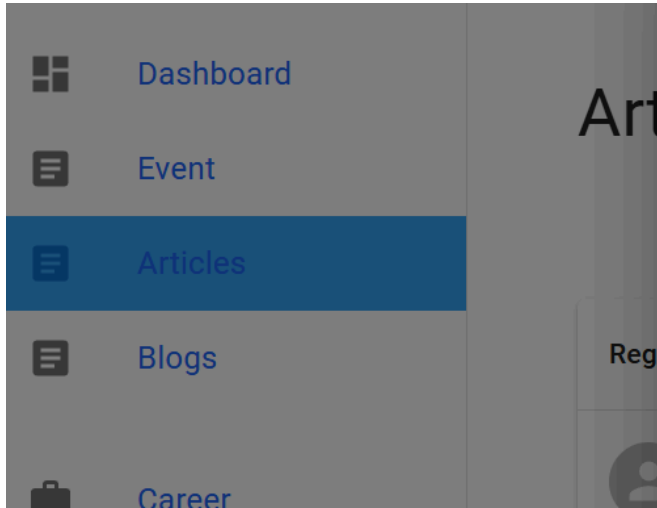 Dashboard
Event
Articles
Blogs
Career
Art
Reg